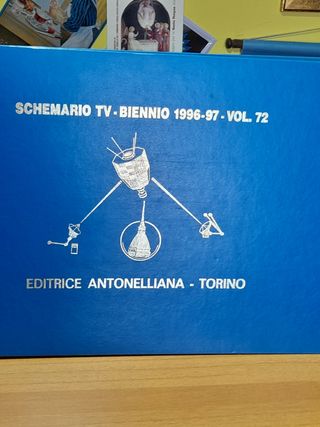 SCHEMARIO TV - BIENNIO 1996-97 - VOL. 72
EDITRICE ANTONELLIANA - TORINO